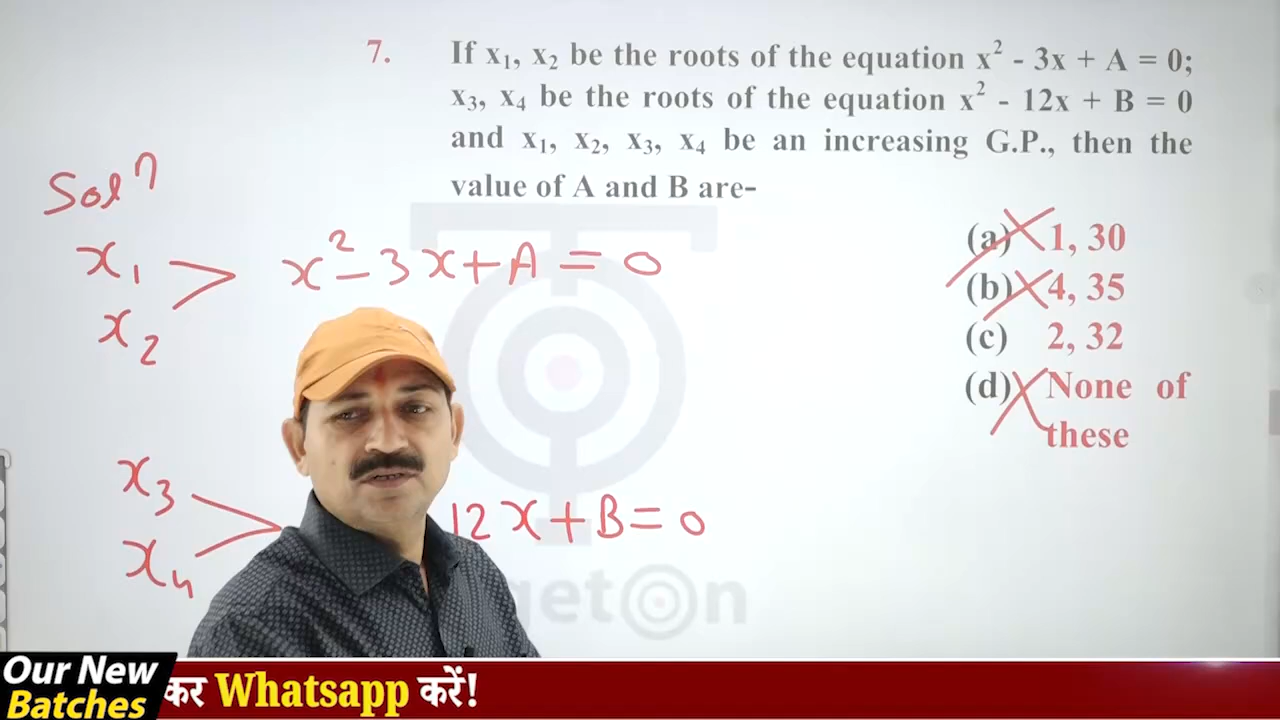 7. If x₁, x₂ be the roots of the equation x² - 3x + A = 0;
x₃, x₄ be the roots of the equation x² - 12x + B = 0
and x₁, x₂, x₃, x₄ be an increasing G.P., then the
value of A and B are-
(a) 1, 30
(b) 4, 35
(c) 2, 32
(d) None of
these
Solⁿ
x₁
x₂
x² - 3x + A = 0
x₃
x₄
12x + B = 0
get On
Our New
Batches
कर Whatsapp करें!